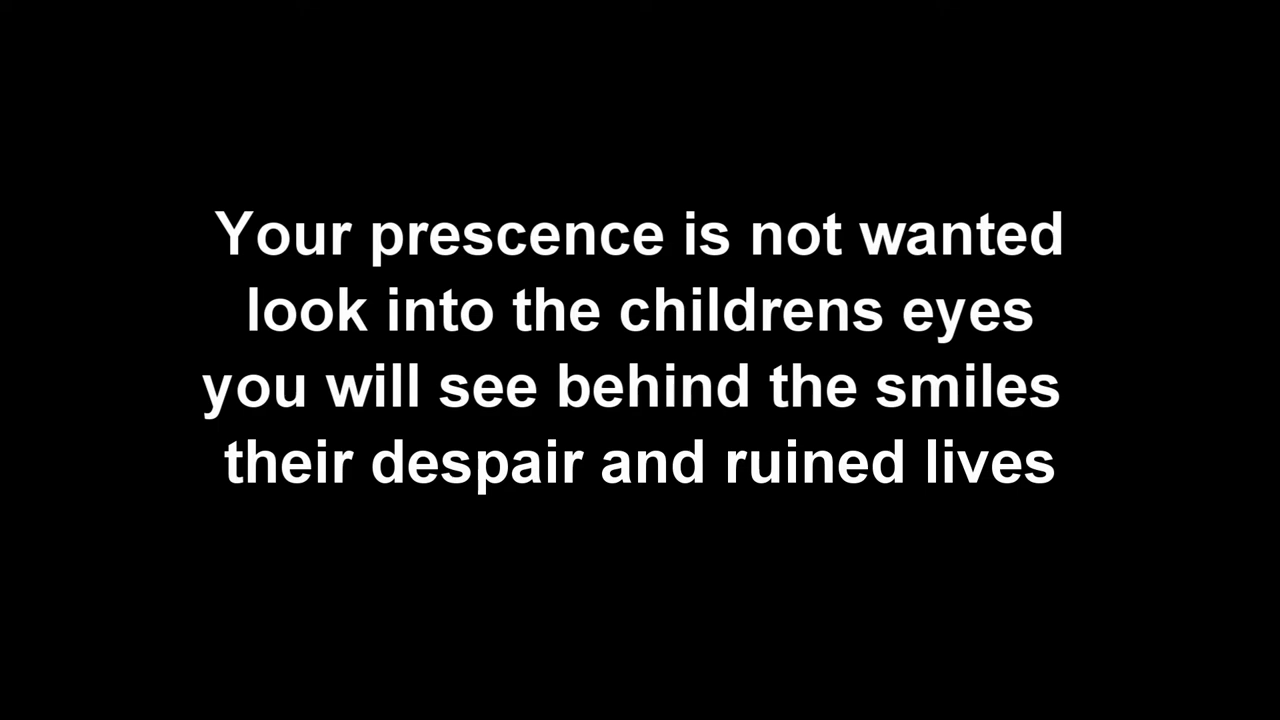 Your prescence is not wanted
look into the childrens eyes
you will see behind the smiles
their despair and ruined lives